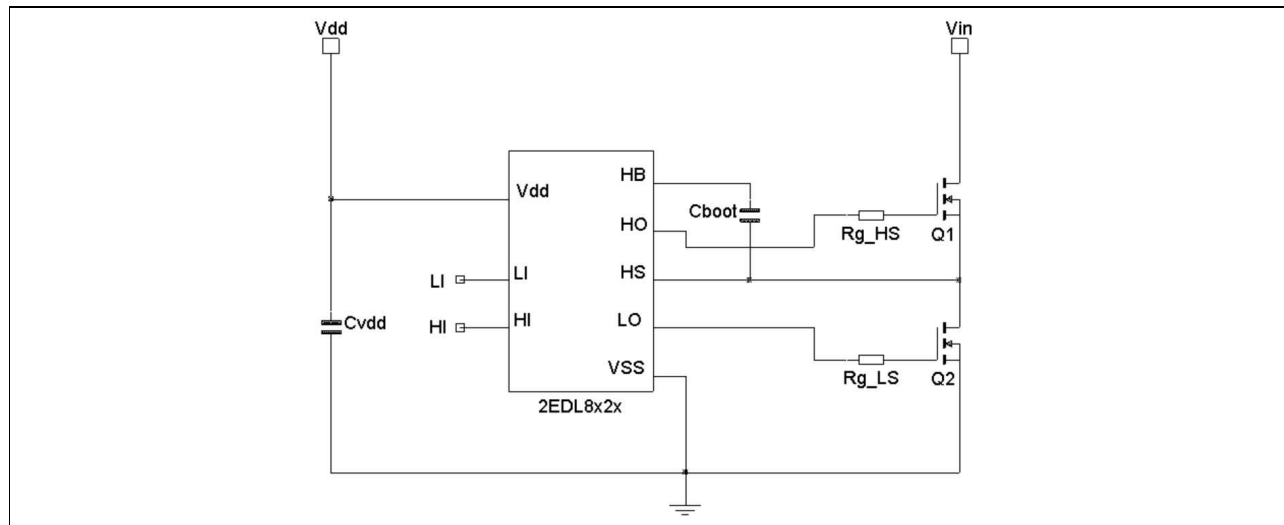 Vdd
Vin
Vdd
HB
Cboot
HO
Rg_HS
Q1
LI
LI
HS
Cvdd
HI
HI
LO
Rg_LS
Q2
VSS
2EDL8x2x